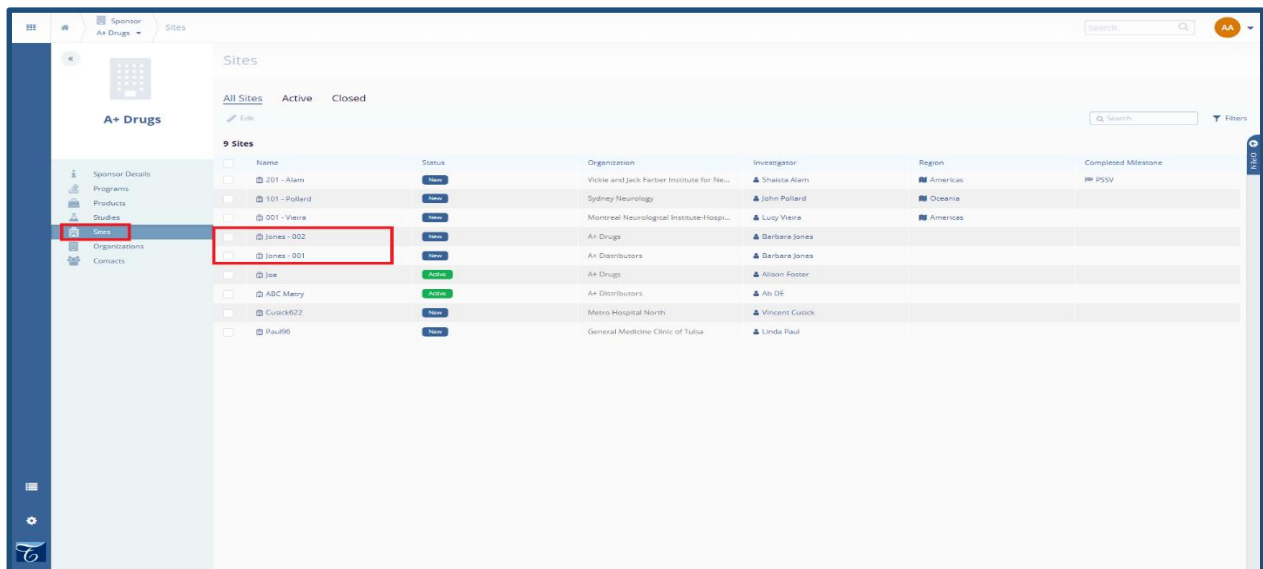 Sponsor
A+ Drugs
Sites
Search
AA
Sites
All Sites Active Closed
A+ Drugs
Edit
Search
Filters
9 Sites
OPEN
Name Status Organization Investigator Region Completed Milestone
201 - Alam New Vickie and Jack Farber Institute for Ne... Shaista Alam Americas PSSV
101 - Pollard New Sydney Neurology John Pollard Oceania
001 - Vieira New Montreal Neurological Institute-Hospi... Lucy Vieira Americas
Jones - 002 New A+ Drugs Barbara Jones
Jones - 001 New A+ Distributors Barbara Jones
Joe Active A+ Drugs Alison Foster
ABC Matry Active A+ Distributors Ab DE
Cusick622 New Metro Hospital North Vincent Cusick
Paul96 New General Medicine Clinic of Tulsa Linda Paul
Sponsor Details
Programs
Products
Studies
Sites
Organizations
Contacts